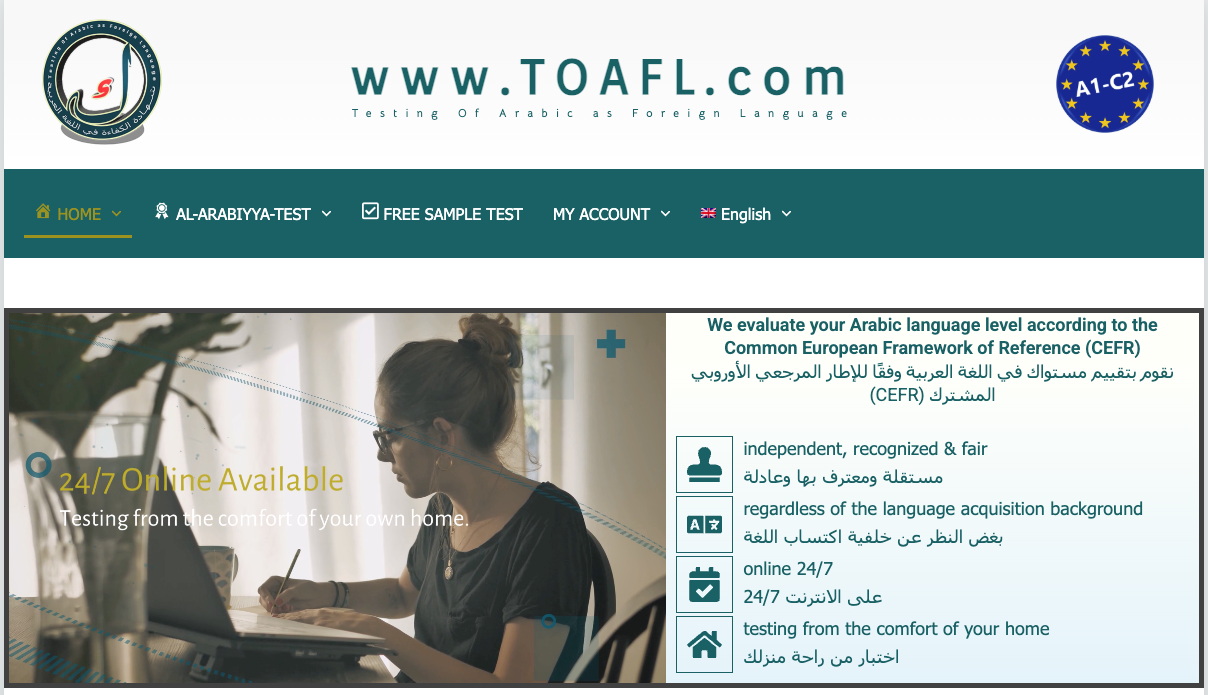 Testing Of Arabic as Foreign Language
شهادة الكفاءة في اللغة العربية
www.TOAFL.com
Testing Of Arabic as Foreign Language
A1-C2
HOME
AL-ARABIYYA-TEST
FREE SAMPLE TEST
MY ACCOUNT
English
24/7 Online Available
Testing from the comfort of your own home.
We evaluate your Arabic language level according to the
Common European Framework of Reference (CEFR)
نقوم بتقييم مستواك في اللغة العربية وفقًا للإطار المرجعي الأوروبي
المشترك (CEFR)
independent, recognized & fair
مستقلة ومعترف بها وعادلة
A
文
regardless of the language acquisition background
بغض النظر عن خلفية اكتساب اللغة
online 24/7
على الانترنت 24/7
testing from the comfort of your home
اختبار من راحة منزلك